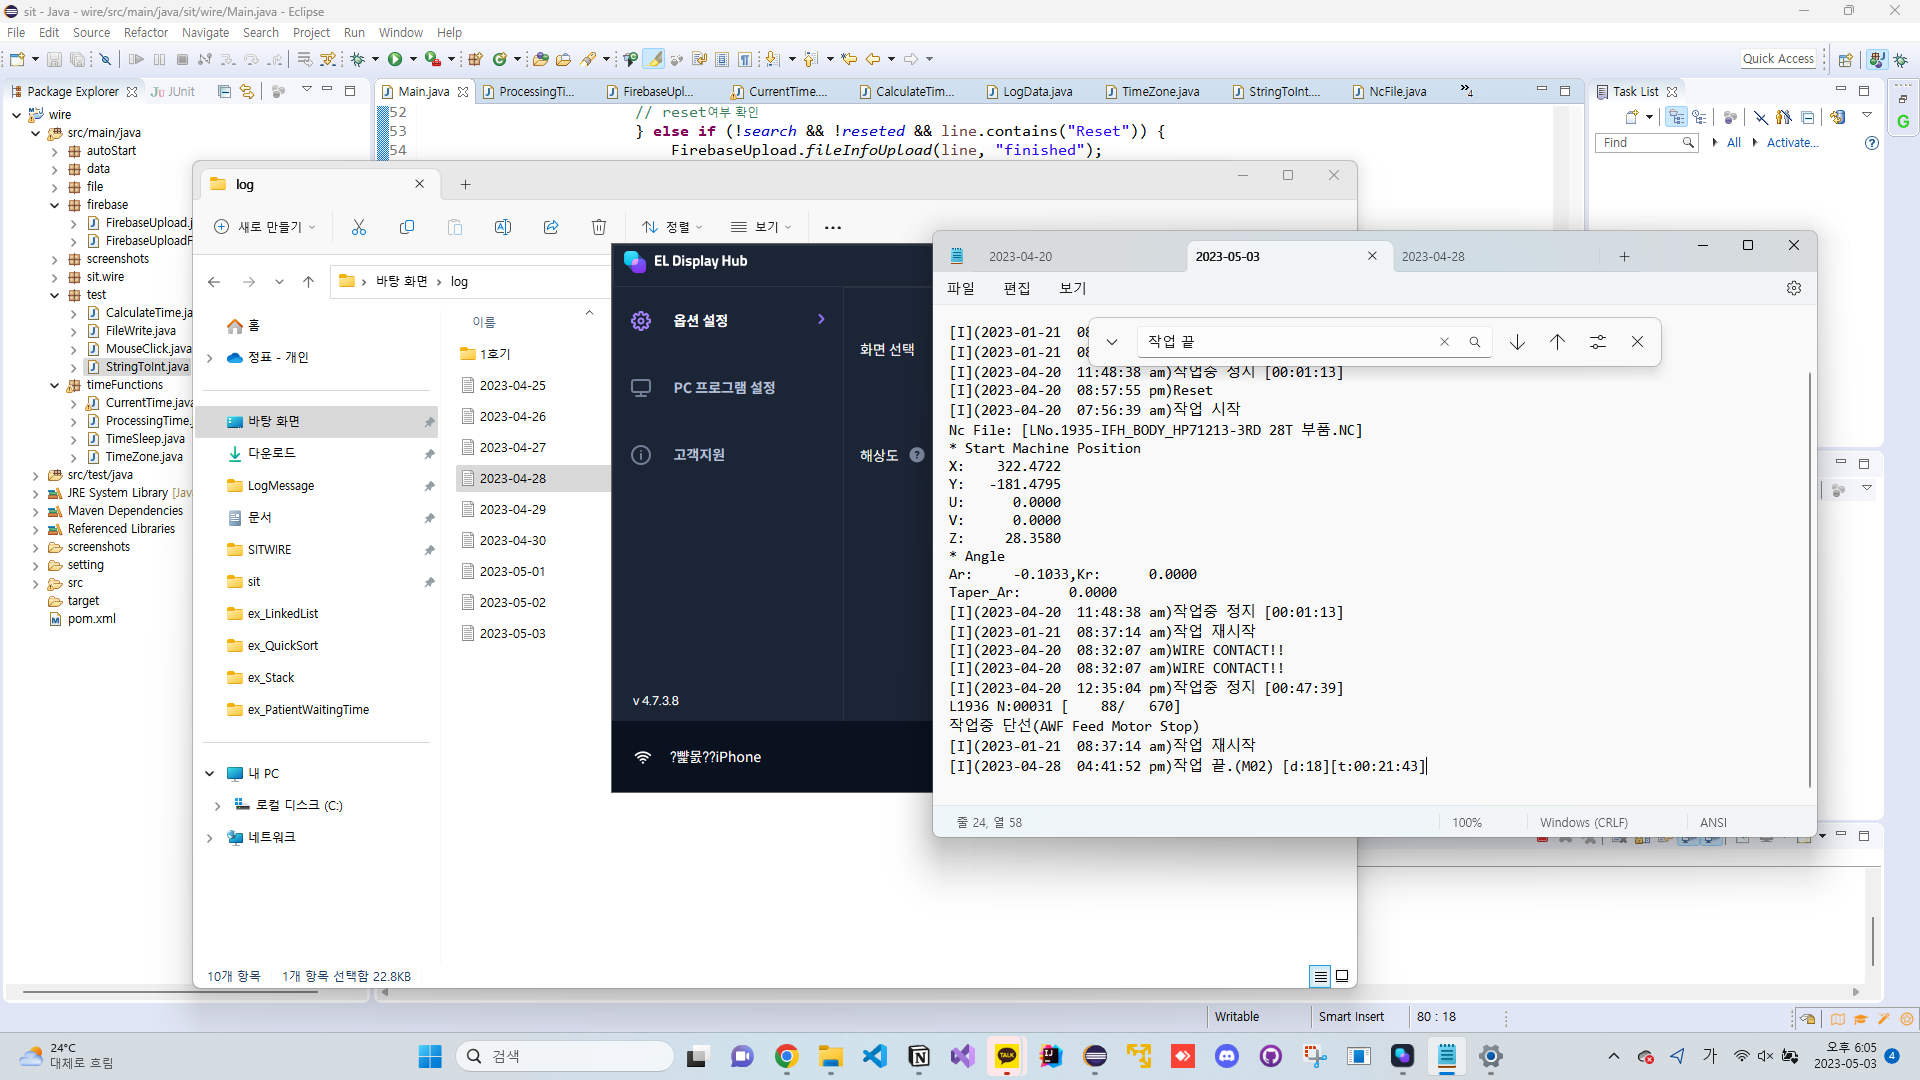 sit - Java - wire/src/main/java/sit/wire/Main.java - Eclipse
File Edit Source Refactor Navigate Search Project Run Window Help
Quick Access
Package Explorer
JUnit
Main.java
ProcessingTi...
FirebaseUpl...
CurrentTime....
CalculateTim...
LogData.java
TimeZone.java
StringToInt....
NcFile.java
»4
Task List
wire
src/main/java
autoStart
data
file
firebase
FirebaseUpload.j
FirebaseUploadF
screenshots
sit.wire
test
CalculateTime.ja
FileWrite.java
MouseClick.java
StringToInt.java
timeFunctions
CurrentTime.java
ProcessingTime.
TimeSleep.java
TimeZone.java
src/test/java
JRE System Library [Jav
Maven Dependencies
Referenced Libraries
screenshots
setting
src
target
pom.xml
52 // reset여부 확인
53 } else if (!search && !reseted && line.contains("Reset")) {
54 FirebaseUpload.fileInfoUpload(line, "finished");
Find
All
Activate...
log
새로 만들기
정렬
보기
바탕 화면 › log
홈
정표 - 개인
바탕 화면
다운로드
LogMessage
문서
SITWIRE
sit
ex_LinkedList
ex_QuickSort
ex_Stack
ex_PatientWaitingTime
내 PC
로컬 디스크 (C:)
네트워크
이름
1호기
2023-04-25
2023-04-26
2023-04-27
2023-04-28
2023-04-29
2023-04-30
2023-05-01
2023-05-02
2023-05-03
10개 항목
1개 항목 선택함 22.8KB
EL Display Hub
옵션 설정
PC 프로그램 설정
고객지원
화면 선택
해상도
v 4.7.3.8
iPhone
2023-04-20
2023-05-03
2023-04-28
파일 편집 보기
작업 끝
[I](2023-01-21 08
[I](2023-04-20 11:48:38 am)작업중 정지 [00:01:13]
[I](2023-04-20 08:57:55 pm)Reset
[I](2023-04-20 07:56:39 am)작업 시작
Nc File: [LNo.1935-IFH_BODY_HP71213-3RD 28T 부품.NC]
* Start Machine Position
X: 322.4722
Y: -181.4795
U: 0.0000
V: 0.0000
Z: 28.3580
* Angle
Ar: -0.1033,Kr: 0.0000
Taper_Ar: 0.0000
[I](2023-04-20 11:48:38 am)작업중 정지 [00:01:13]
[I](2023-01-21 08:37:14 am)작업 재시작
[I](2023-04-20 08:32:07 am)WIRE CONTACT!!
[I](2023-04-20 08:32:07 am)WIRE CONTACT!!
[I](2023-04-20 12:35:04 pm)작업중 정지 [00:47:39]
L1936 N:00031 [ 88/ 670]
작업중 단선(AWF Feed Motor Stop)
[I](2023-01-21 08:37:14 am)작업 재시작
[I](2023-04-28 04:41:52 pm)작업 끝.(M02) [d:18][t:00:21:43]
줄 24, 열 58
100%
Windows (CRLF)
ANSI
Writable
Smart Insert
80 : 18
24°C
대체로 흐림
검색
TALK
가
오후 6:05
2023-05-03
4